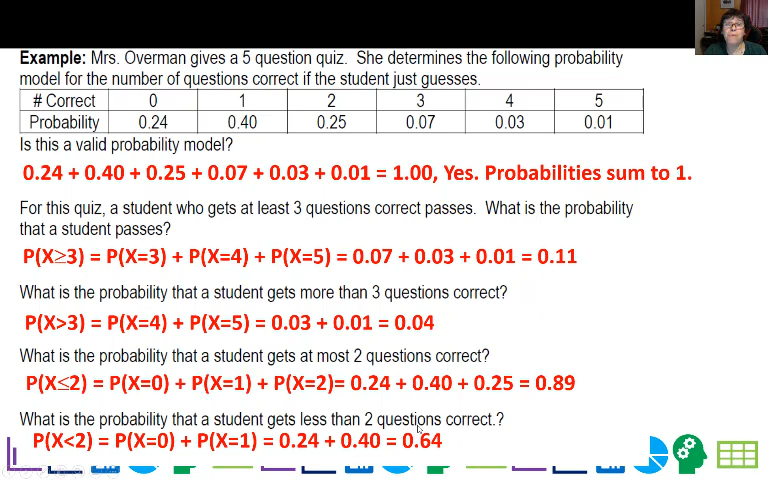 Example: Mrs. Overman gives a 5 question quiz. She determines the following probability
model for the number of questions correct if the student just guesses.
# Correct 0 1 2 3 4 5
Probability 0.24 0.40 0.25 0.07 0.03 0.01
Is this a valid probability model?
0.24 + 0.40 + 0.25 + 0.07 + 0.03 + 0.01 = 1.00, Yes. Probabilities sum to 1.
For this quiz, a student who gets at least 3 questions correct passes. What is the probability
that a student passes?
P(X≥3) = P(X=3) + P(X=4) + P(X=5) = 0.07 + 0.03 + 0.01 = 0.11
What is the probability that a student gets more than 3 questions correct?
P(X>3) = P(X=4) + P(X=5) = 0.03 + 0.01 = 0.04
What is the probability that a student gets at most 2 questions correct?
P(X≤2) = P(X=0) + P(X=1) + P(X=2)= 0.24 + 0.40 + 0.25 = 0.89
What is the probability that a student gets less than 2 questions correct.?
P(X<2) = P(X=0) + P(X=1) = 0.24 + 0.40 = 0.64